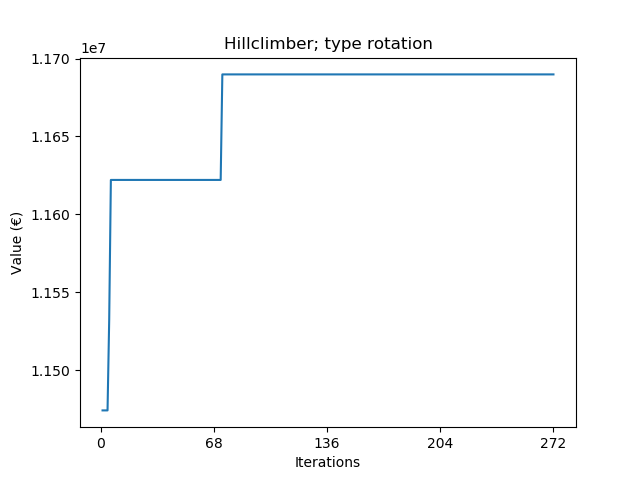 Hillclimber; type rotation
1e7
1.170
1.165
1.160
1.155
1.150
Value (€)
0 68 136 204 272
Iterations